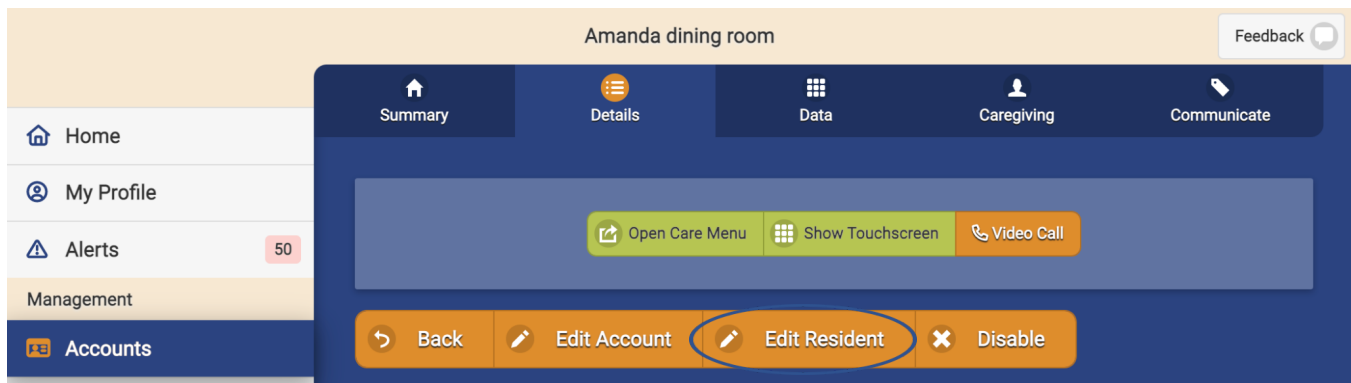 Amanda dining room
Feedback
Summary
Details
Data
Caregiving
Communicate
Home
My Profile
Alerts
50
Management
Accounts
Open Care Menu
Show Touchscreen
Video Call
Back
Edit Account
Edit Resident
Disable